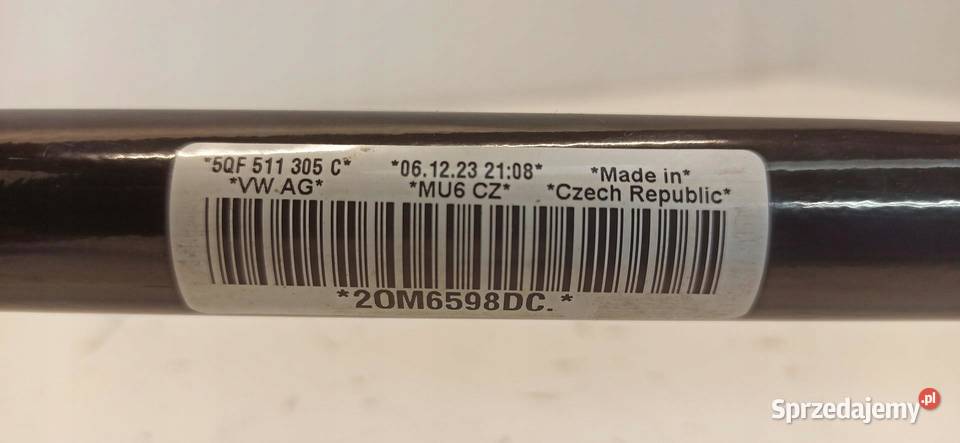 *5QF 511 305 C* *06.12.23 21:08* *Made in*
*VW AG* *MU6 CZ* *Czech Republic*
*2OM6598DC.*
Sprzedajemy.pl